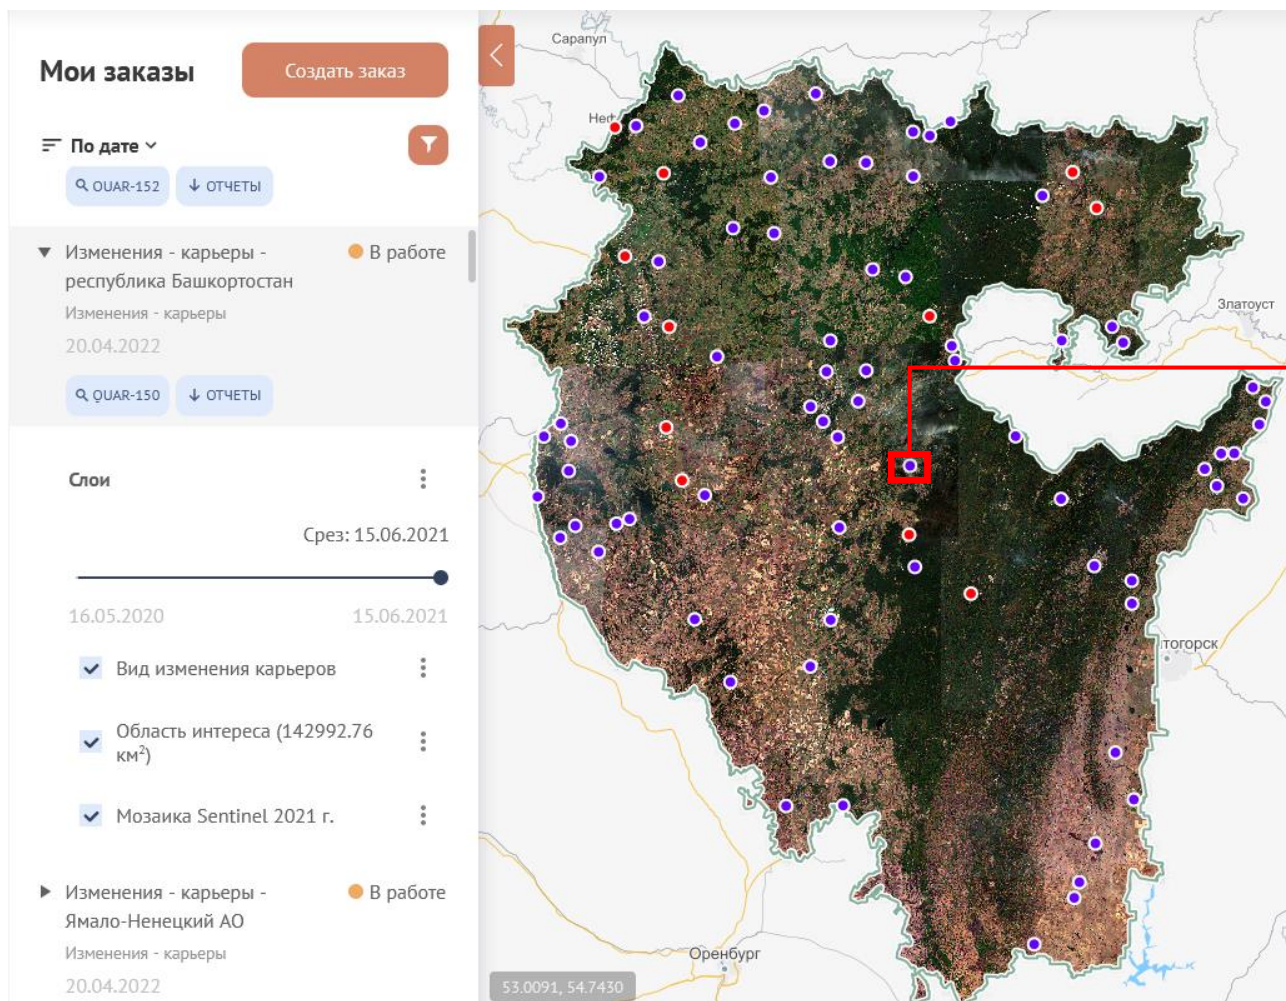 Мои заказы
Создать заказ
По дате
OUAR-152
ОТЧЕТЫ
Изменения - карьеры -
республика Башкортостан
В работе
Изменения - карьеры
20.04.2022
QUAR-150
ОТЧЕТЫ
Слои
Срез: 15.06.2021
16.05.2020
15.06.2021
Вид изменения карьеров
Область интереса (142992.76
км²)
Мозаика Sentinel 2021 г.
Изменения - карьеры -
Ямало-Ненецкий АО
В работе
Изменения - карьеры
20.04.2022
Сарапул
Неф
Златоуст
тогорск
Оренбург
53.0091, 54.7430